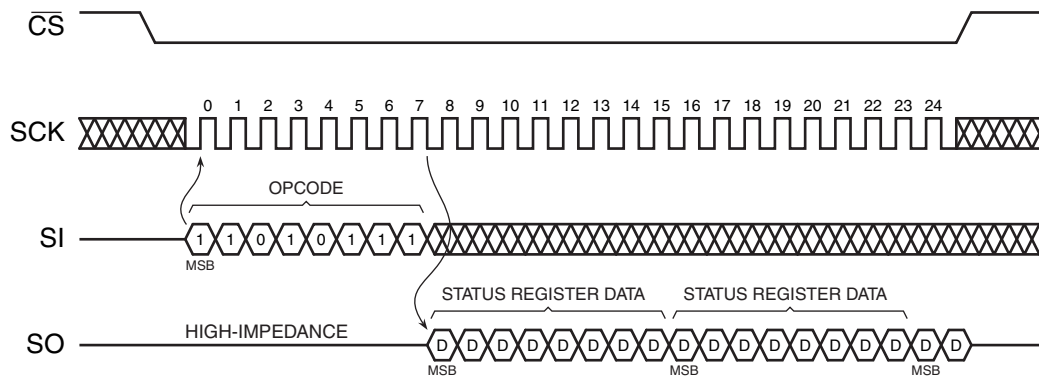 CS
0 1 2 3 4 5 6 7 8 9 10 11 12 13 14 15 16 17 18 19 20 21 22 23 24
SCK
OPCODE
SI
1 1 0 1 0 1 1 1
MSB
STATUS REGISTER DATA STATUS REGISTER DATA
HIGH-IMPEDANCE
SO
D D D D D D D D D D D D D D D D D D
MSB MSB MSB